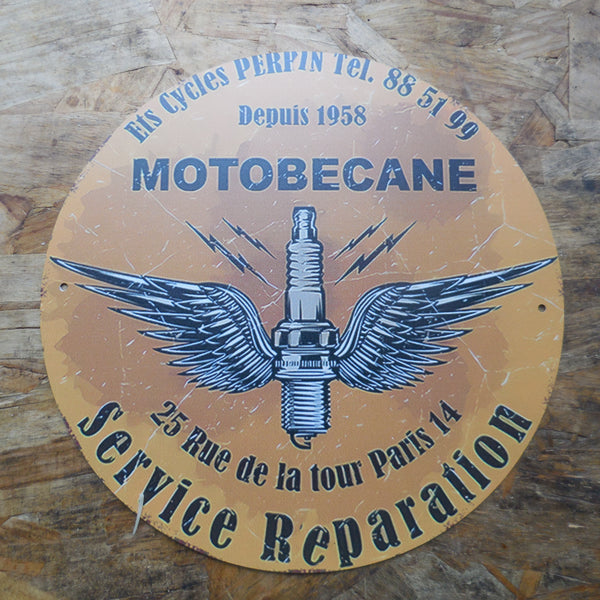 Ets Cycles PERPIN Tel. 88 51 99
Depuis 1958
MOTOBECANE
25 Rue de la tour Paris 14
Service Reparation